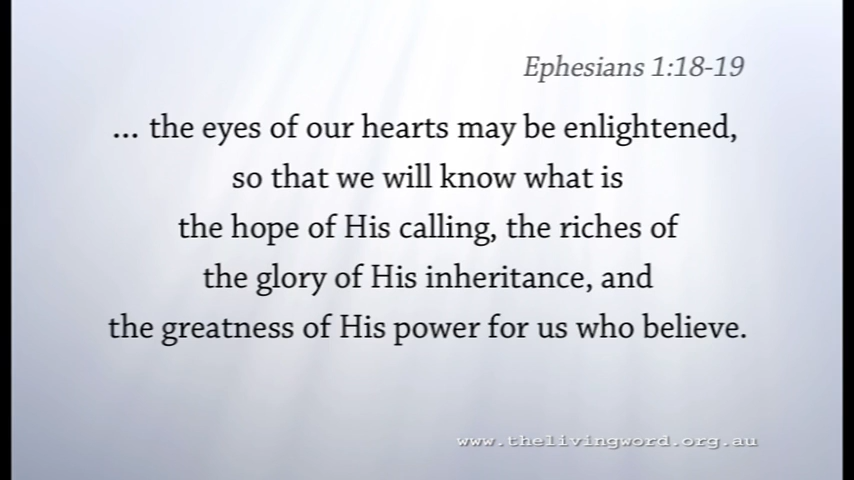 Ephesians 1:18-19
... the eyes of our hearts may be enlightened,
so that we will know what is
the hope of His calling, the riches of
the glory of His inheritance, and
the greatness of His power for us who believe.
www.thelivingword.org.au